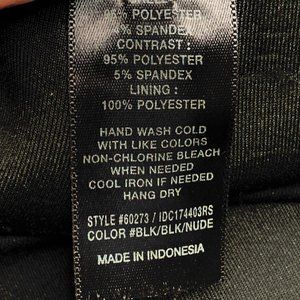 POLYESTER
SPANDEX
CONTRAST :
95% POLYESTER
5% SPANDEX
LINING :
100% POLYESTER
HAND WASH COLD
WITH LIKE COLORS
NON-CHLORINE BLEACH
WHEN NEEDED
COOL IRON IF NEEDED
HANG DRY
STYLE #60273 / IDC174403RS
COLOR #BLK/BLK/NUDE
MADE IN INDONESIA